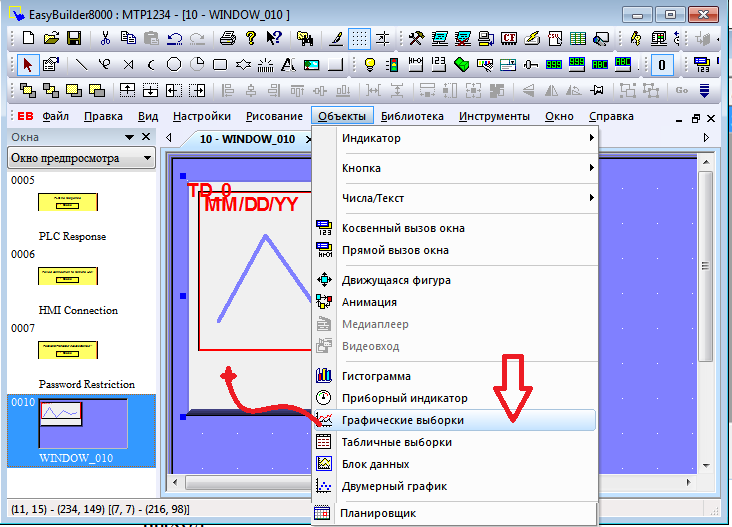 EasyBuilder8000 : MTP1234 - [10 - WINDOW_010 ]
EB Файл Правка Вид Настройки Рисование Объекты Библиотека Инструменты Окно Справка
Окна
10 - WINDOW_010
Окно предпросмотра
0005
PLC Response
0006
HMI Connection
0007
Password Restriction
0010
WINDOW_010
TD_0
MM/DD/YY
Индикатор
Кнопка
Числа/Текст
Косвенный вызов окна
Прямой вызов окна
Движущаяся фигура
Анимация
Медиаплеер
Видеовход
Гистограмма
Приборный индикатор
Графические выборки
Табличные выборки
Блок данных
Двумерный график
Планировщик
(11, 15) - (234, 149) [(7, 7) - (216, 98)]